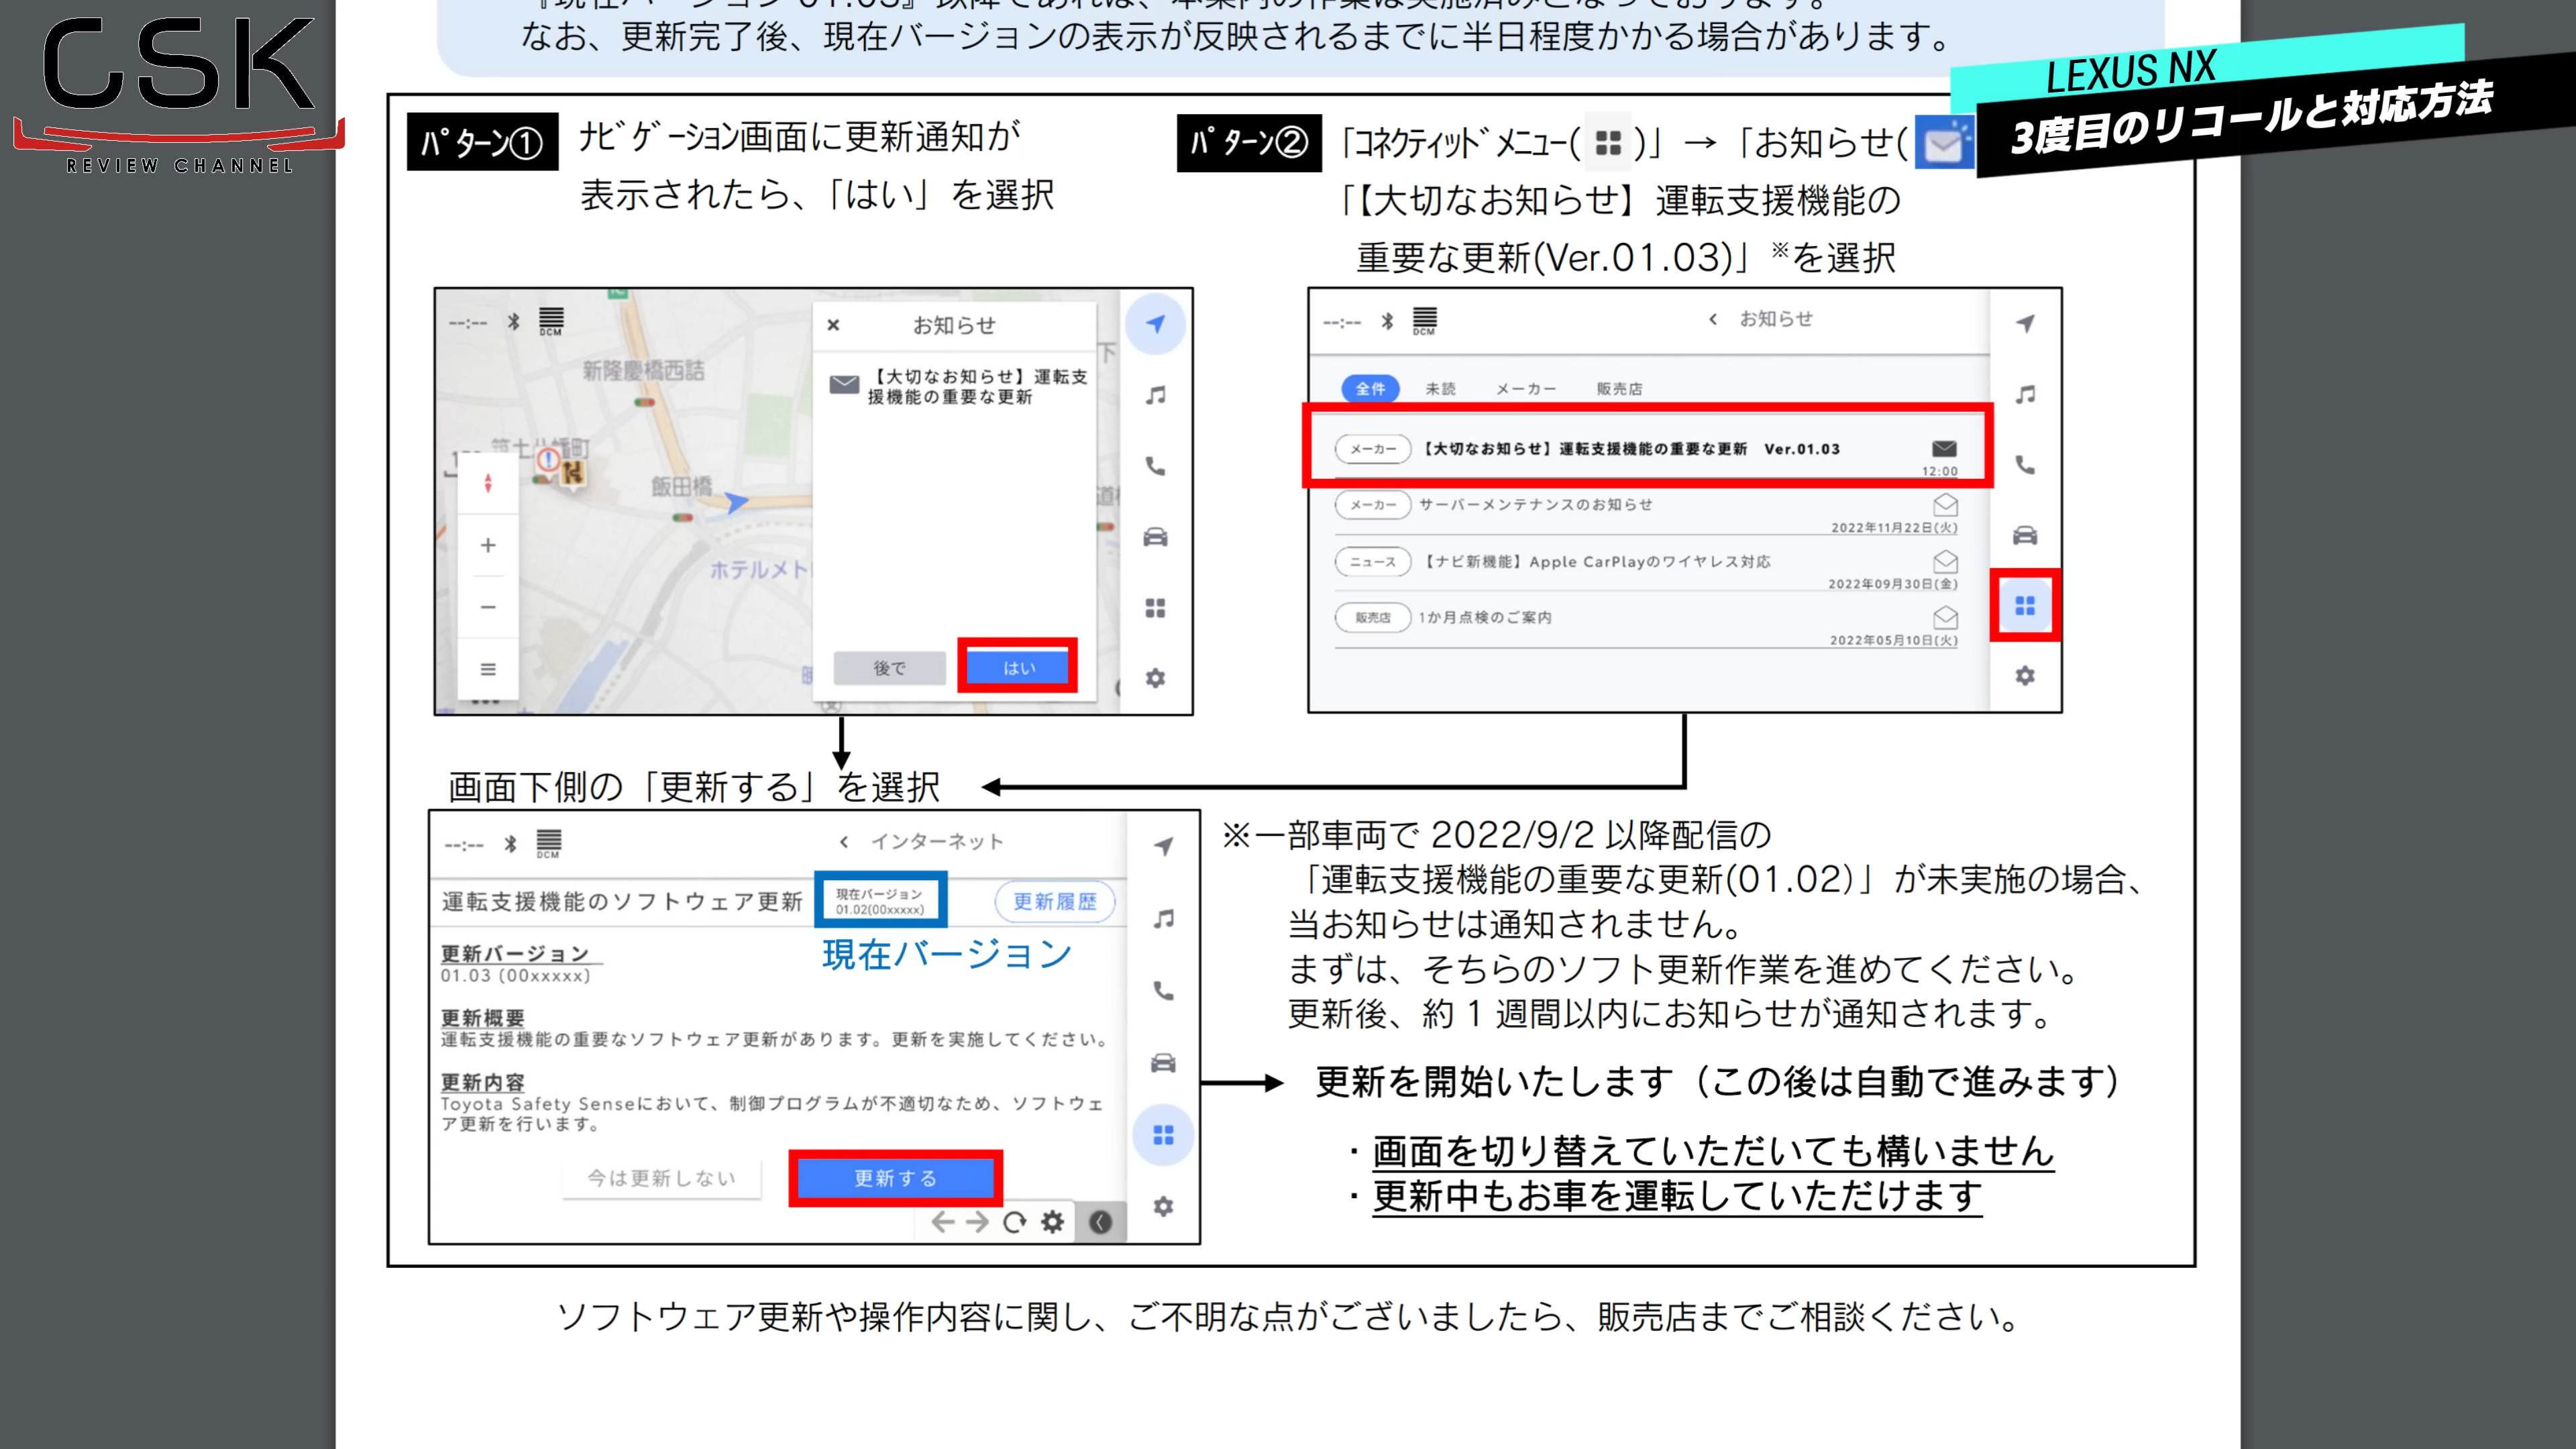 CSK
REVIEW CHANNEL
なお、更新完了後、現在バージョンの表示が反映されるまでに半日程度かかる場合があります。
LEXUS NX
3度目のリコールと対応方法
パターン① ナビゲーション画面に更新通知が
表示されたら、「はい」を選択
パターン② 「コネクティッドメニュー( )」→「お知らせ(
「【大切なお知らせ】運転支援機能の
重要な更新(Ver.01.03)」※を選択
--:-- DCM
新隆慶橋西詰
飯田橋
ホテルメト
お知らせ
【大切なお知らせ】運転支
援機能の重要な更新
後で
はい
--:-- DCM
お知らせ
全件 未読 メーカー 販売店
メーカー 【大切なお知らせ】運転支援機能の重要な更新 Ver.01.03
12:00
メーカー サーバーメンテナンスのお知らせ
2022年11月22日(火)
ニュース 【ナビ新機能】Apple CarPlayのワイヤレス対応
2022年09月30日(金)
販売店 1か月点検のご案内
2022年05月10日(火)
画面下側の「更新する」を選択
--:-- DCM
インターネット
運転支援機能のソフトウェア更新
現在バージョン
01.02(00xxxxx)
更新履歴
現在バージョン
更新バージョン
01.03 (00xxxxx)
更新概要
運転支援機能の重要なソフトウェア更新があります。更新を実施してください。
更新内容
Toyota Safety Senseにおいて、制御プログラムが不適切なため、ソフトウェ
ア更新を行います。
今は更新しない
更新する
※一部車両で 2022/9/2 以降配信の
「運転支援機能の重要な更新(01.02)」が未実施の場合、
当お知らせは通知されません。
まずは、そちらのソフト更新作業を進めてください。
更新後、約 1 週間以内にお知らせが通知されます。
更新を開始いたします（この後は自動で進みます）
・画面を切り替えていただいても構いません
・更新中もお車を運転していただけます
ソフトウェア更新や操作内容に関し、ご不明な点がございましたら、販売店までご相談ください。